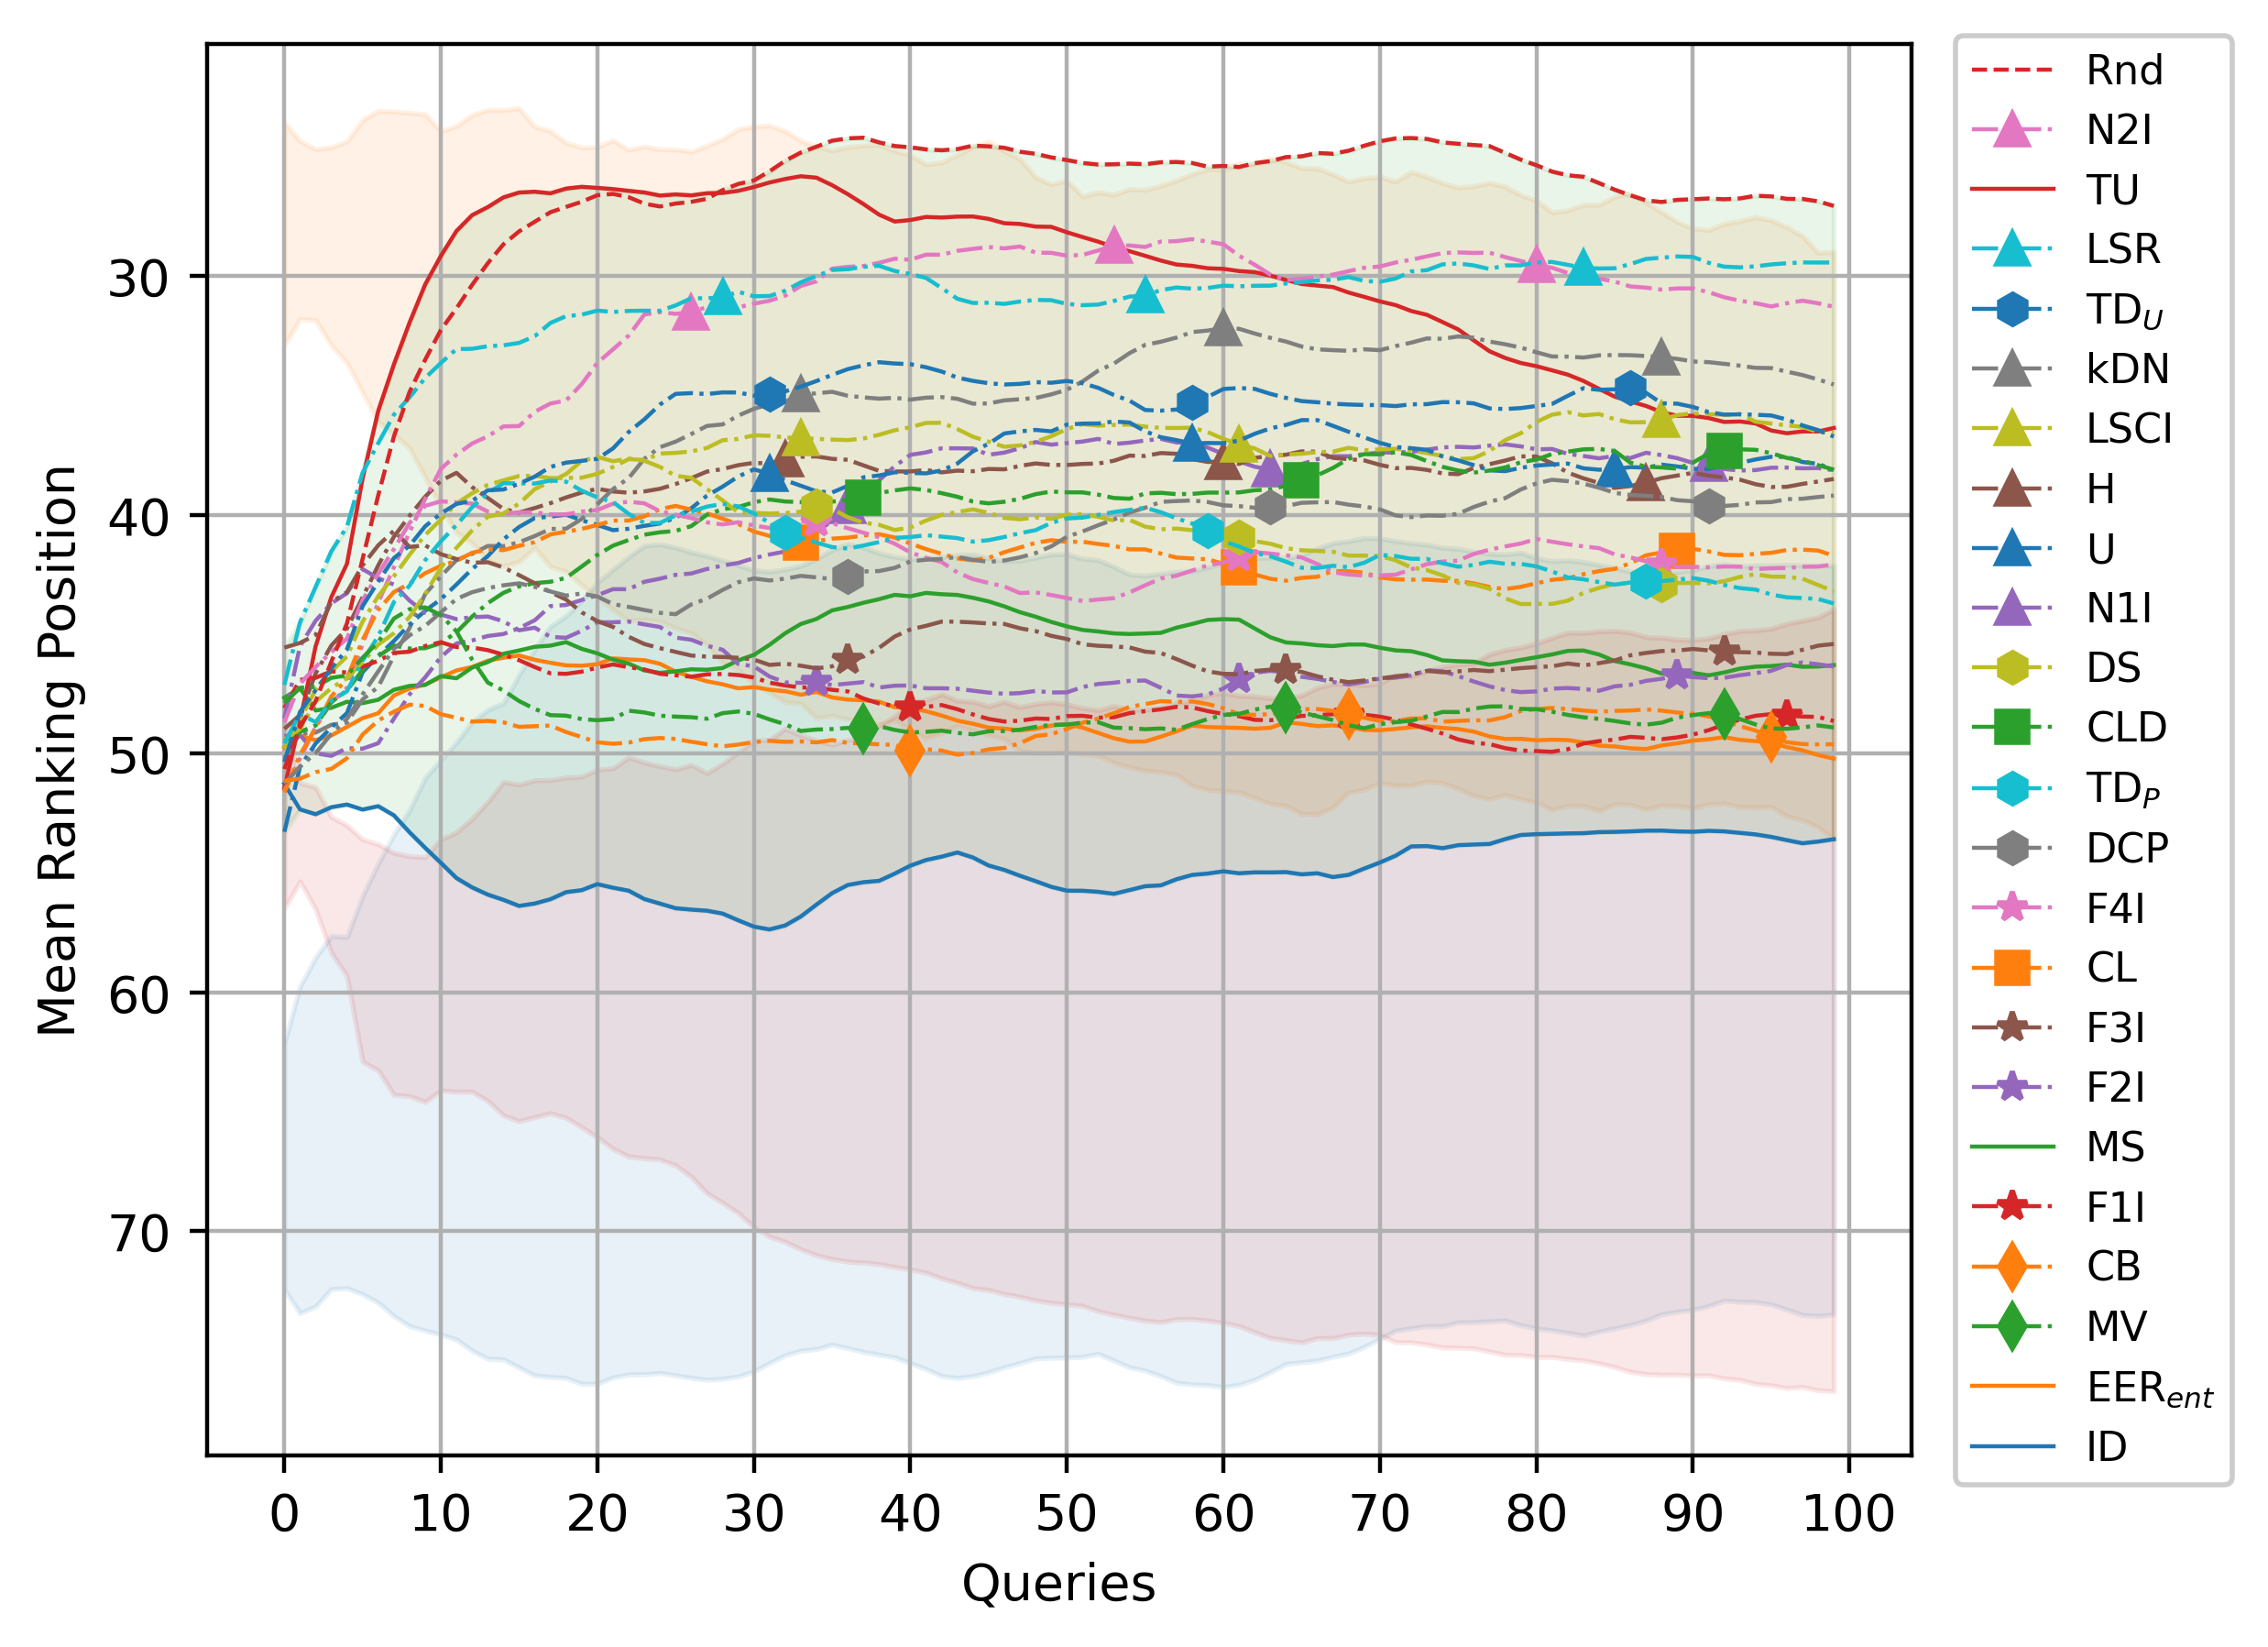 Mean Ranking Position
30
40
50
60
70
0 10 20 30 40 50 60 70 80 90 100
Queries
Rnd
N2I
TU
LSR
TD_U
kDN
LSCI
H
U
N1I
DS
CLD
TD_P
DCP
F4I
CL
F3I
F2I
MS
F1I
CB
MV
EER_ent
ID